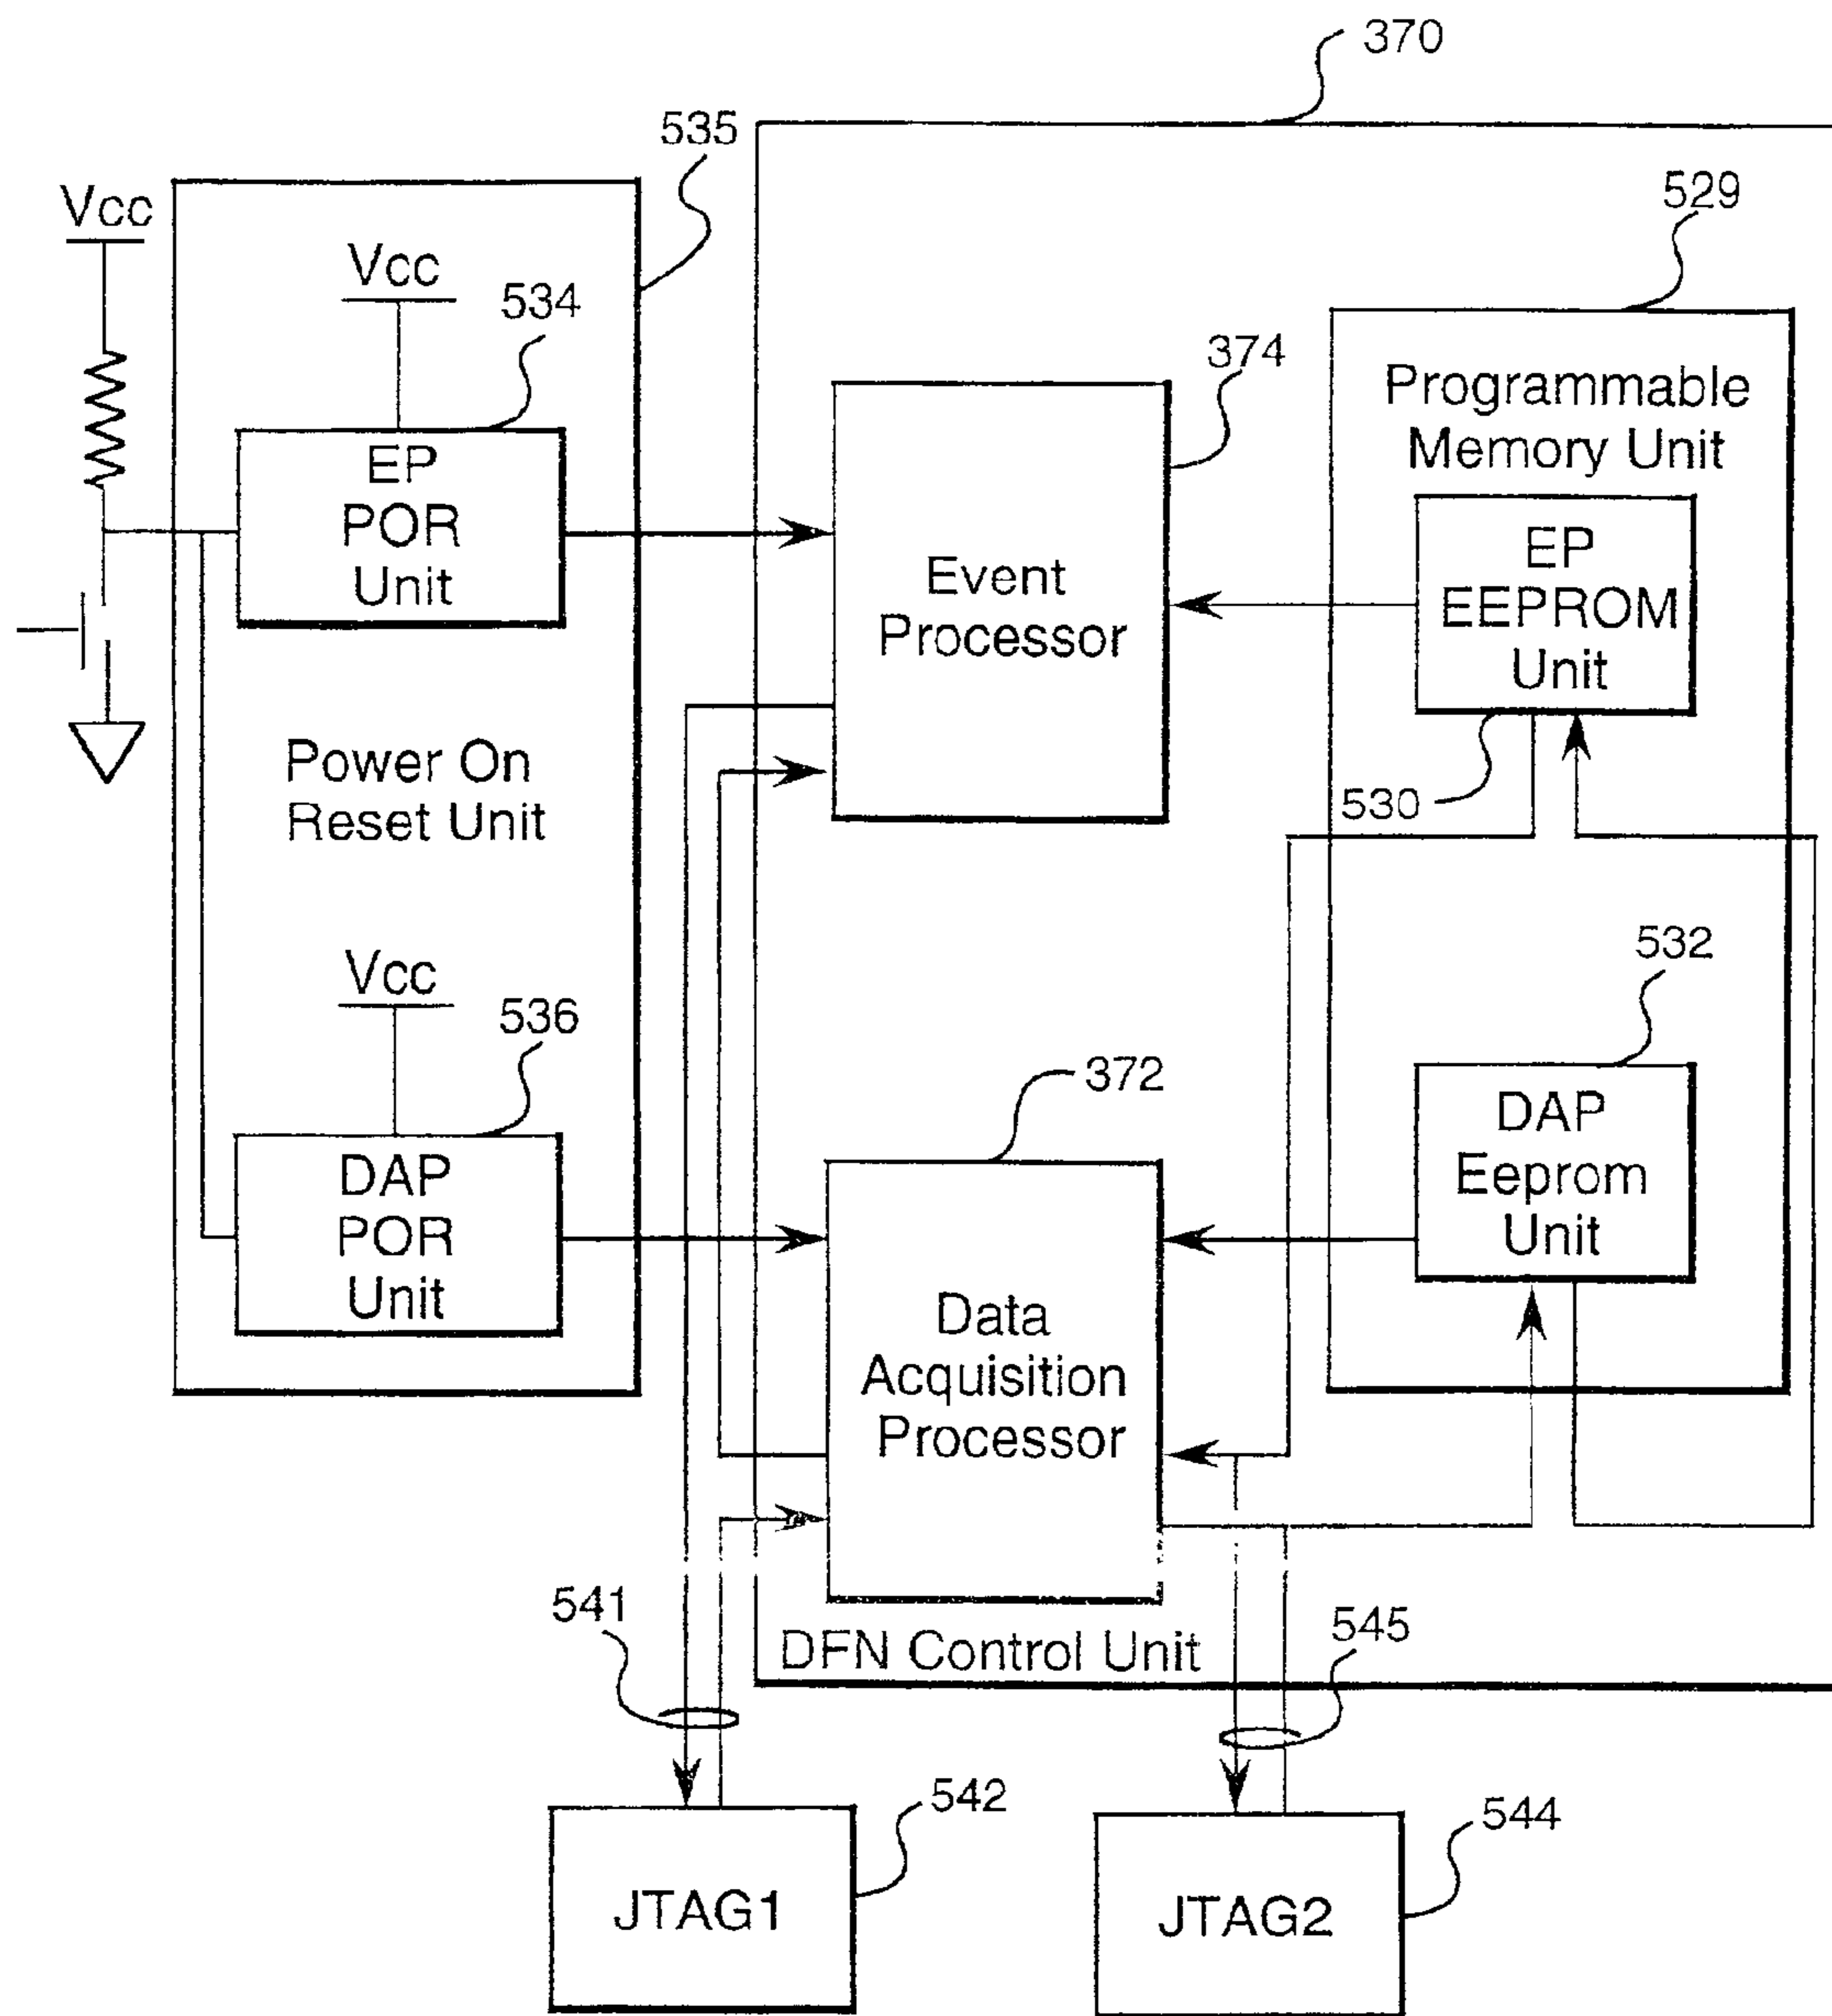 370
535
529
Vcc
Vcc
534
374
Programmable
Memory Unit
EP
POR
Unit
Event
Processor
EP
EEPROM
Unit
Power On
Reset Unit
530
Vcc
536
532
372
DAP
POR
Unit
DAP
Eeprom
Unit
Data
Acquisition
Processor
541
545
DFN Control Unit
542
544
JTAG1
JTAG2